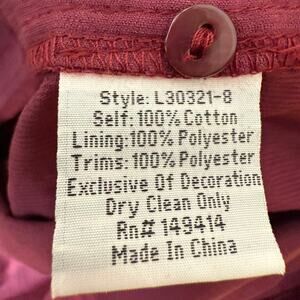 Style: L30321-8
Self:100% Cotton
Lining:100% Polyester
Trims:100% Polyester
Exclusive Of Decoration
Dry Clean Only
Rn# 149414
Made In China